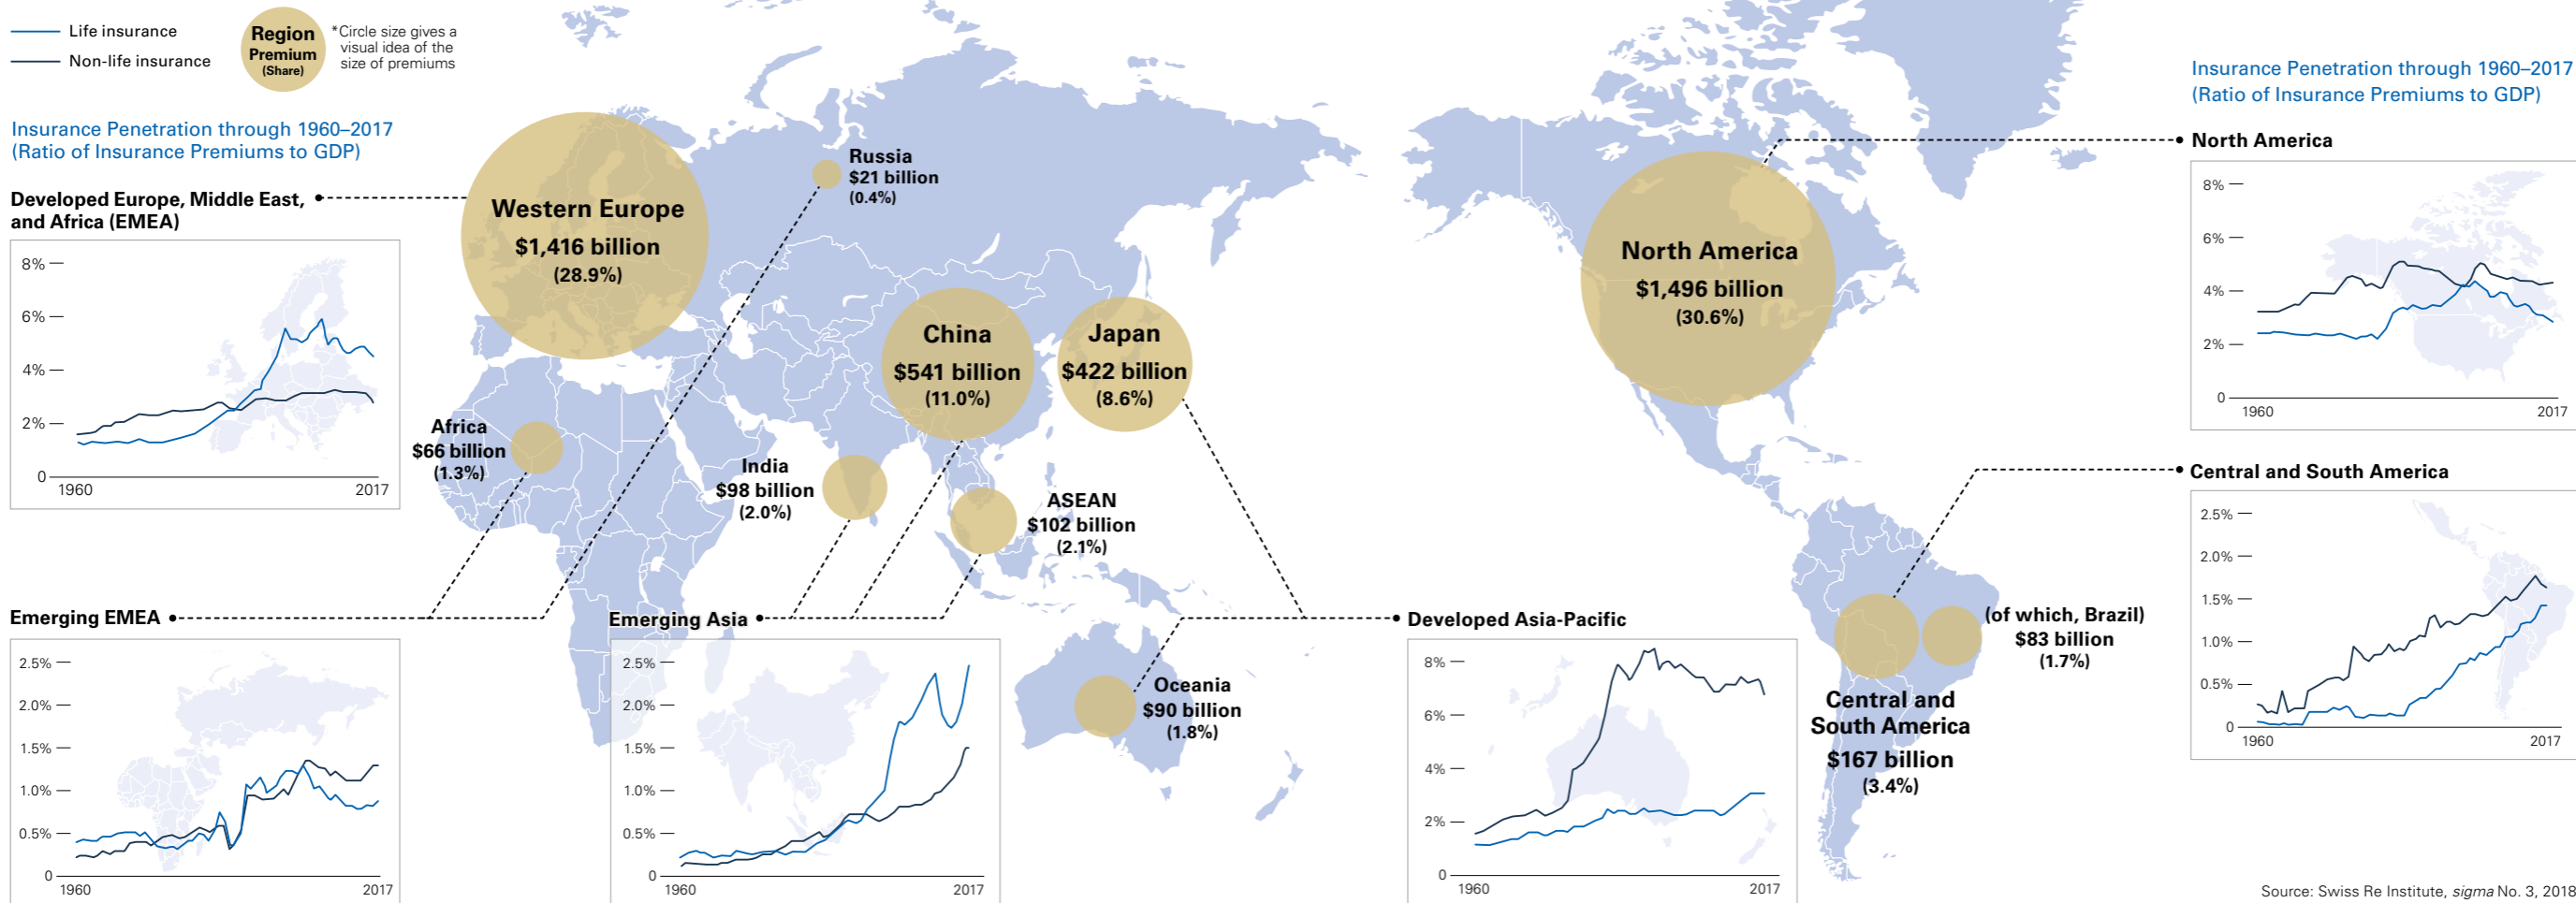 Life insurance
Non-life insurance
Region
Premium
(Share)
*Circle size gives a
visual idea of the
size of premiums
Insurance Penetration through 1960–2017
(Ratio of Insurance Premiums to GDP)
Developed Europe, Middle East,
and Africa (EMEA)
8%
6%
4%
2%
0
1960
2017
Western Europe
$1,416 billion
(28.9%)
Russia
$21 billion
(0.4%)
China
$541 billion
(11.0%)
Japan
$422 billion
(8.6%)
Africa
$66 billion
(1.3%)
India
$98 billion
(2.0%)
ASEAN
$102 billion
(2.1%)
Oceania
$90 billion
(1.8%)
North America
$1,496 billion
(30.6%)
Central and
South America
$167 billion
(3.4%)
(of which, Brazil)
$83 billion
(1.7%)
Emerging EMEA
2.5%
2.0%
1.5%
1.0%
0.5%
0
1960
2017
Emerging Asia
2.5%
2.0%
1.5%
1.0%
0.5%
0
1960
2017
Developed Asia-Pacific
8%
6%
4%
2%
0
1960
2017
Insurance Penetration through 1960–2017
(Ratio of Insurance Premiums to GDP)
North America
8%
6%
4%
2%
0
1960
2017
Central and South America
2.5%
2.0%
1.5%
1.0%
0.5%
0
1960
2017
Source: Swiss Re Institute, sigma No. 3, 2018